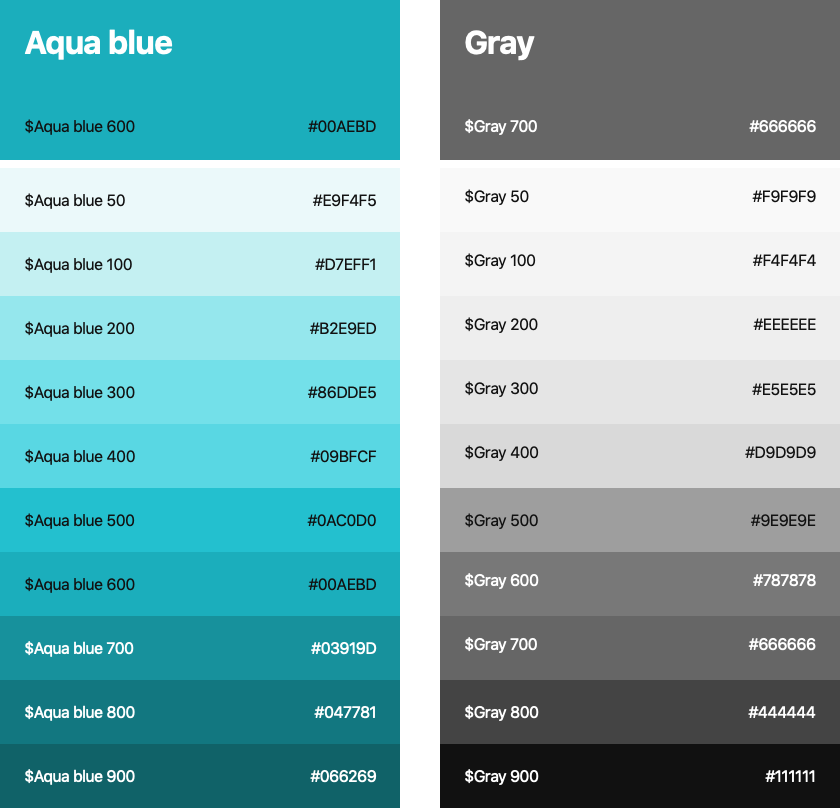 Aqua blue
$Aqua blue 600 #00AEBD
$Aqua blue 50 #E9F4F5
$Aqua blue 100 #D7EFF1
$Aqua blue 200 #B2E9ED
$Aqua blue 300 #86DDE5
$Aqua blue 400 #09BFCF
$Aqua blue 500 #0AC0D0
$Aqua blue 600 #00AEBD
$Aqua blue 700 #03919D
$Aqua blue 800 #047781
$Aqua blue 900 #066269
Gray
$Gray 700 #666666
$Gray 50 #F9F9F9
$Gray 100 #F4F4F4
$Gray 200 #EEEEEE
$Gray 300 #E5E5E5
$Gray 400 #D9D9D9
$Gray 500 #9E9E9E
$Gray 600 #787878
$Gray 700 #666666
$Gray 800 #444444
$Gray 900 #111111